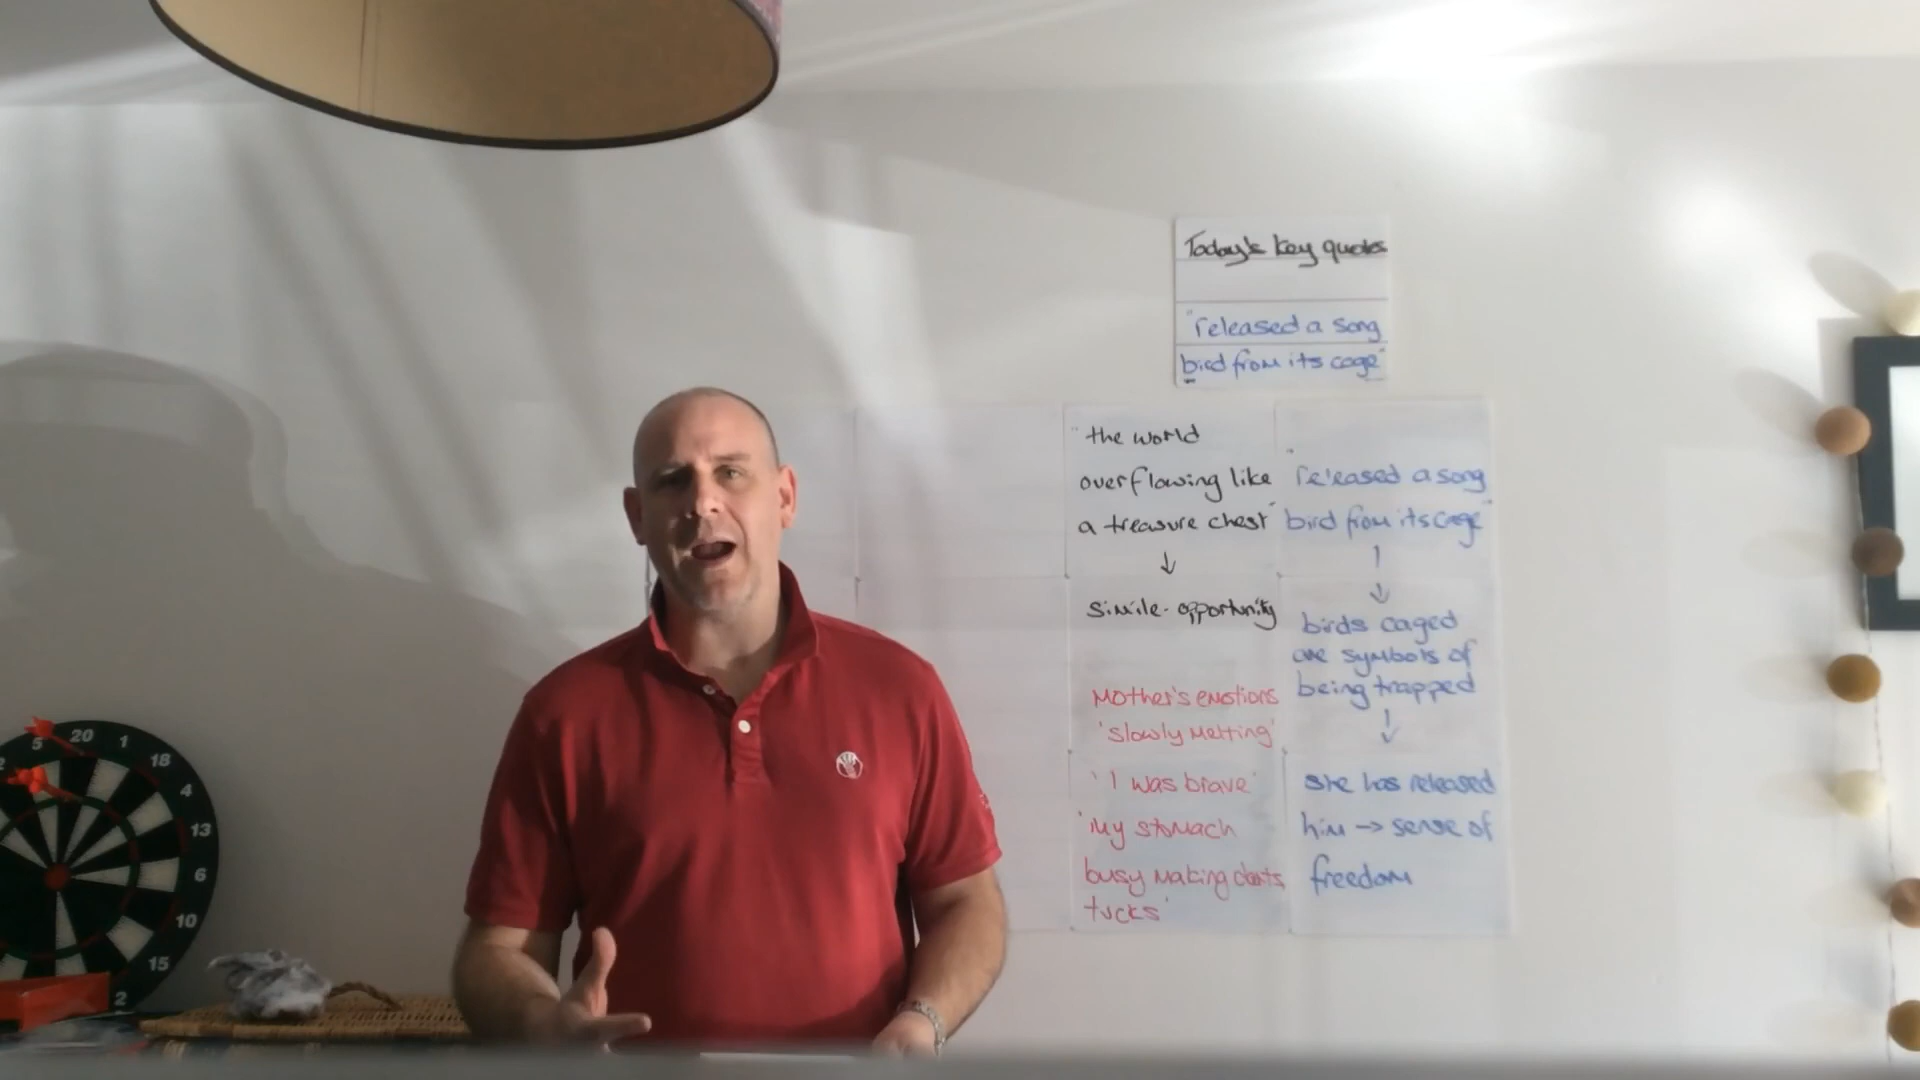 Today's key quotes
"released a song
bird from its cage"
"the world
overflowing like
a treasure chest"
↓
simile - opportunity
Mother's emotions
'slowly melting'
'I was brave'
'My stomach
busy making
tucks'
"released a song
bird from its cage"
↓
birds caged
are symbols of
being trapped
↓
she has released
him → sense of
freedom
5 20 1
18
4
13
6
10
15
2